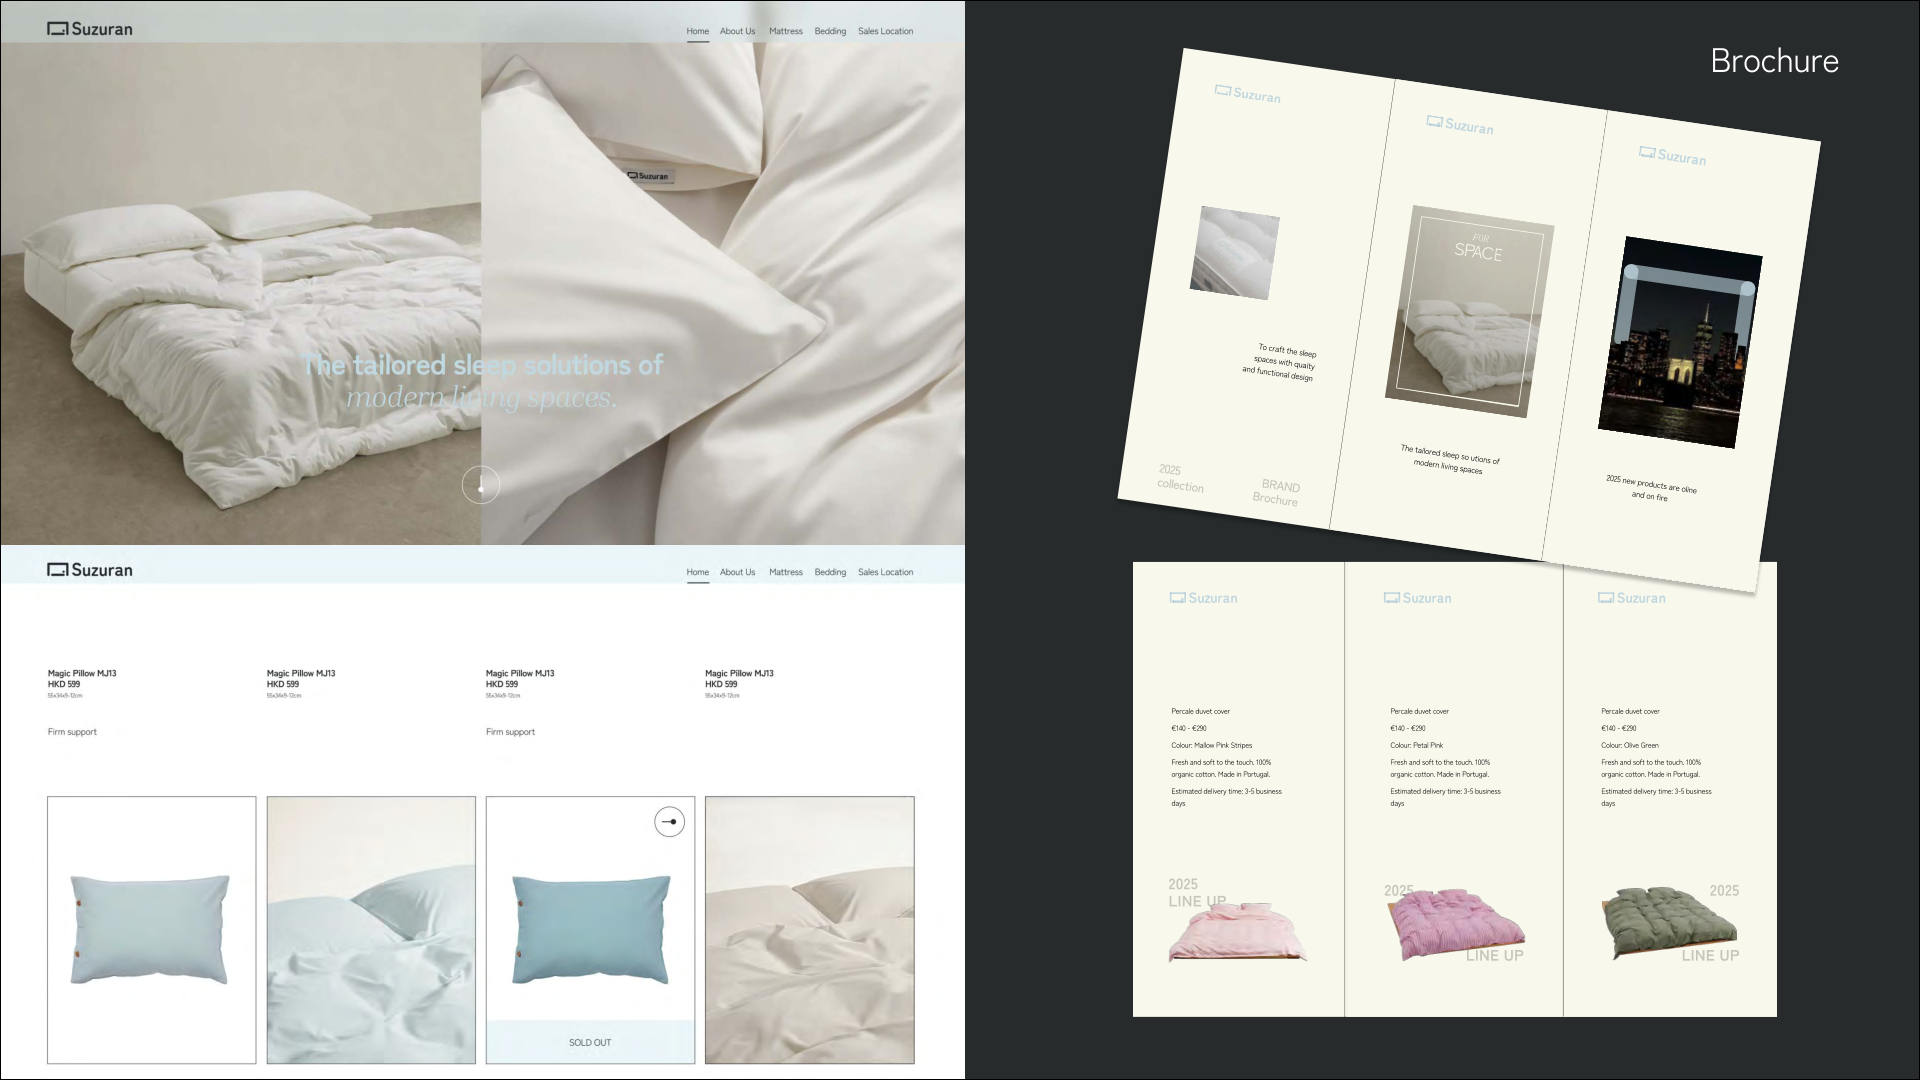 Suzuran
Home About Us Mattress Bedding Sales Location
Suzuran
The tailored sleep solutions of
modern living spaces.
Suzuran
Home About Us Mattress Bedding Sales Location
Magic Pillow MJ13
HKD 599
55x34x9-12cm
Firm support
Magic Pillow MJ13
HKD 599
55x34x9-12cm
Magic Pillow MJ13
HKD 599
55x34x9-12cm
Firm support
Magic Pillow MJ13
HKD 599
55x34x9-12cm
SOLD OUT
Brochure
Suzuran
To craft the sleep
spaces with quaity
and functional design
2025
collection
BRAND
Brochure
Suzuran
FOR
SPACE
The tailored sleep so utions of
modern living spaces
Suzuran
2025 new products are oline
and on fire
Suzuran
Percale duvet cover
€140 - €290
Colour: Mallow Pink Stripes
Fresh and soft to the touch. 100%
organic cotton. Made in Portugal.
Estimated delivery time: 3-5 business
days
2025
LINE UP
Suzuran
Percale duvet cover
€140 - €290
Colour: Petal Pink
Fresh and soft to the touch. 100%
organic cotton. Made in Portugal.
Estimated delivery time: 3-5 business
days
2025
LINE UP
Suzuran
Percale duvet cover
€140 - €290
Colour: Olive Green
Fresh and soft to the touch. 100%
organic cotton. Made in Portugal.
Estimated delivery time: 3-5 business
days
2025
LINE UP